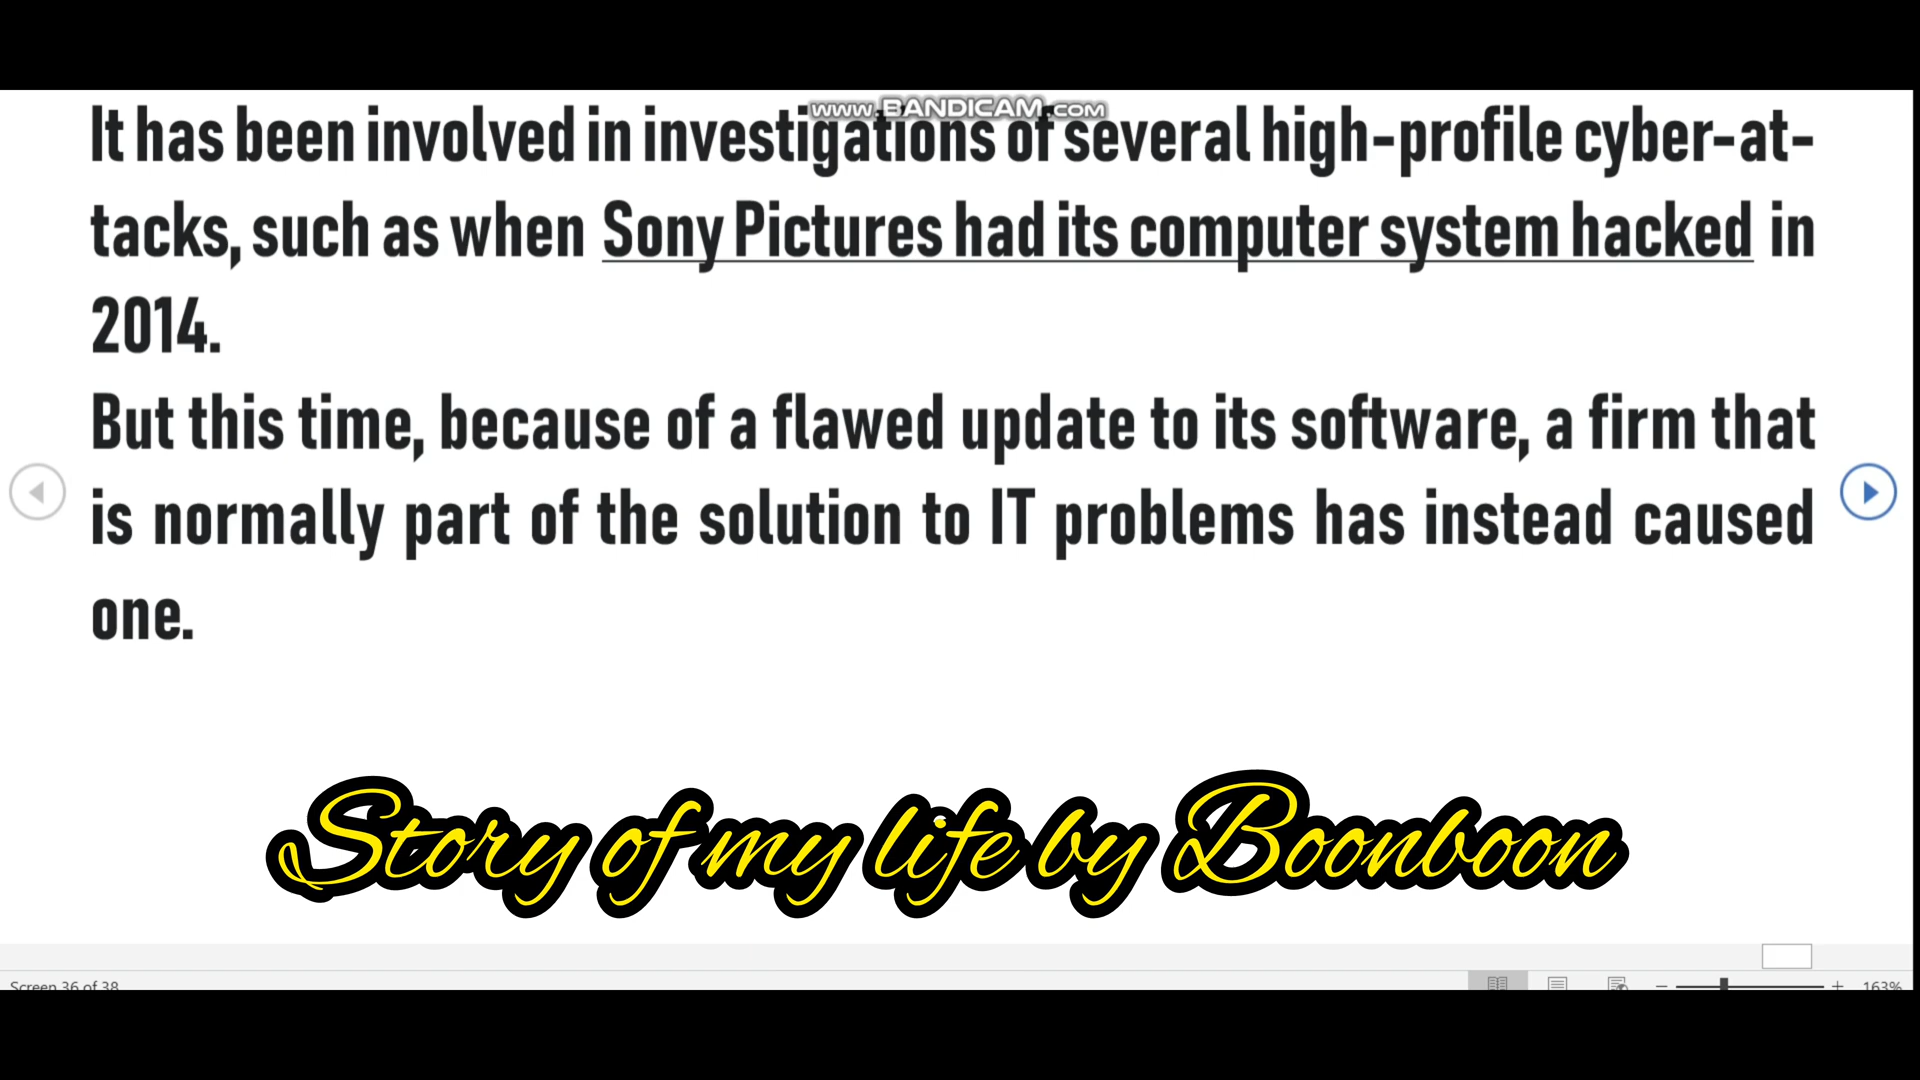 www.BANDICAM.com
It has been involved in investigations of several high-profile cyber-at-
tacks, such as when Sony Pictures had its computer system hacked in
2014.
But this time, because of a flawed update to its software, a firm that
is normally part of the solution to IT problems has instead caused
one.
Story of my life by Boonboon
Screen 36 of 38
163%